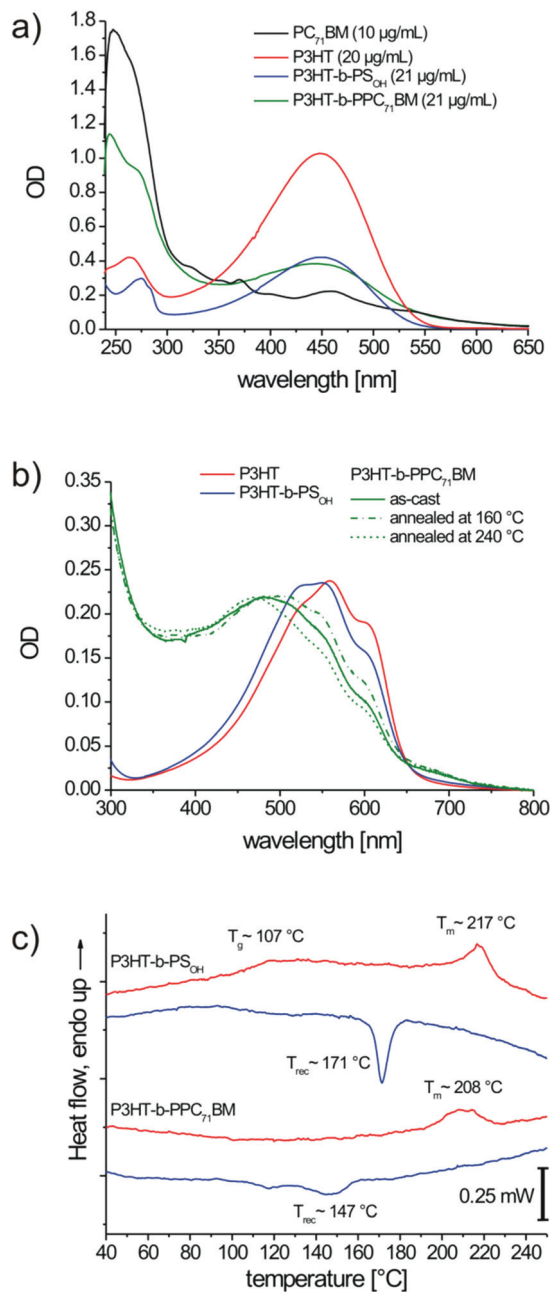 a)
PC71BM (10 µg/mL)
P3HT (20 µg/mL)
P3HT-b-PSOH (21 µg/mL)
P3HT-b-PPC71BM (21 µg/mL)
1.8
1.6
1.4
1.2
1.0
0.8
0.6
0.4
0.2
0.0
OD
250 300 350 400 450 500 550 600 650
wavelength [nm]
b)
P3HT
P3HT-b-PSOH
P3HT-b-PPC71BM
as-cast
annealed at 160 °C
annealed at 240 °C
0.35
0.30
0.25
0.20
0.15
0.10
0.05
0.00
OD
300 400 500 600 700 800
wavelength [nm]
c)
Heat flow, endo up →
Tg~ 107 °C
Tm~ 217 °C
P3HT-b-PSOH
Trec~ 171 °C
Tm~ 208 °C
P3HT-b-PPC71BM
Trec~ 147 °C
0.25 mW
40 60 80 100 120 140 160 180 200 220 240
temperature [°C]